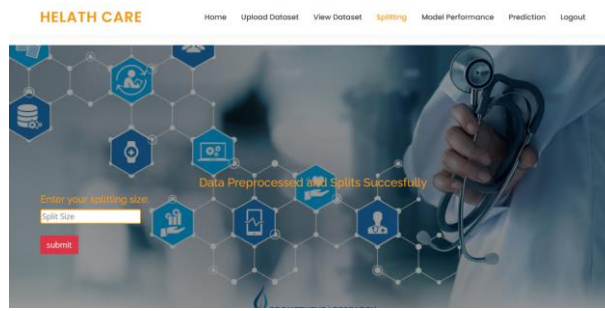 HELATH CARE
Home Upload Dataset View Dataset Splitting Model Performance Prediction Logout
Data Preprocessed and Splits Succesfully
Enter your splitting size:
Split Size
submit